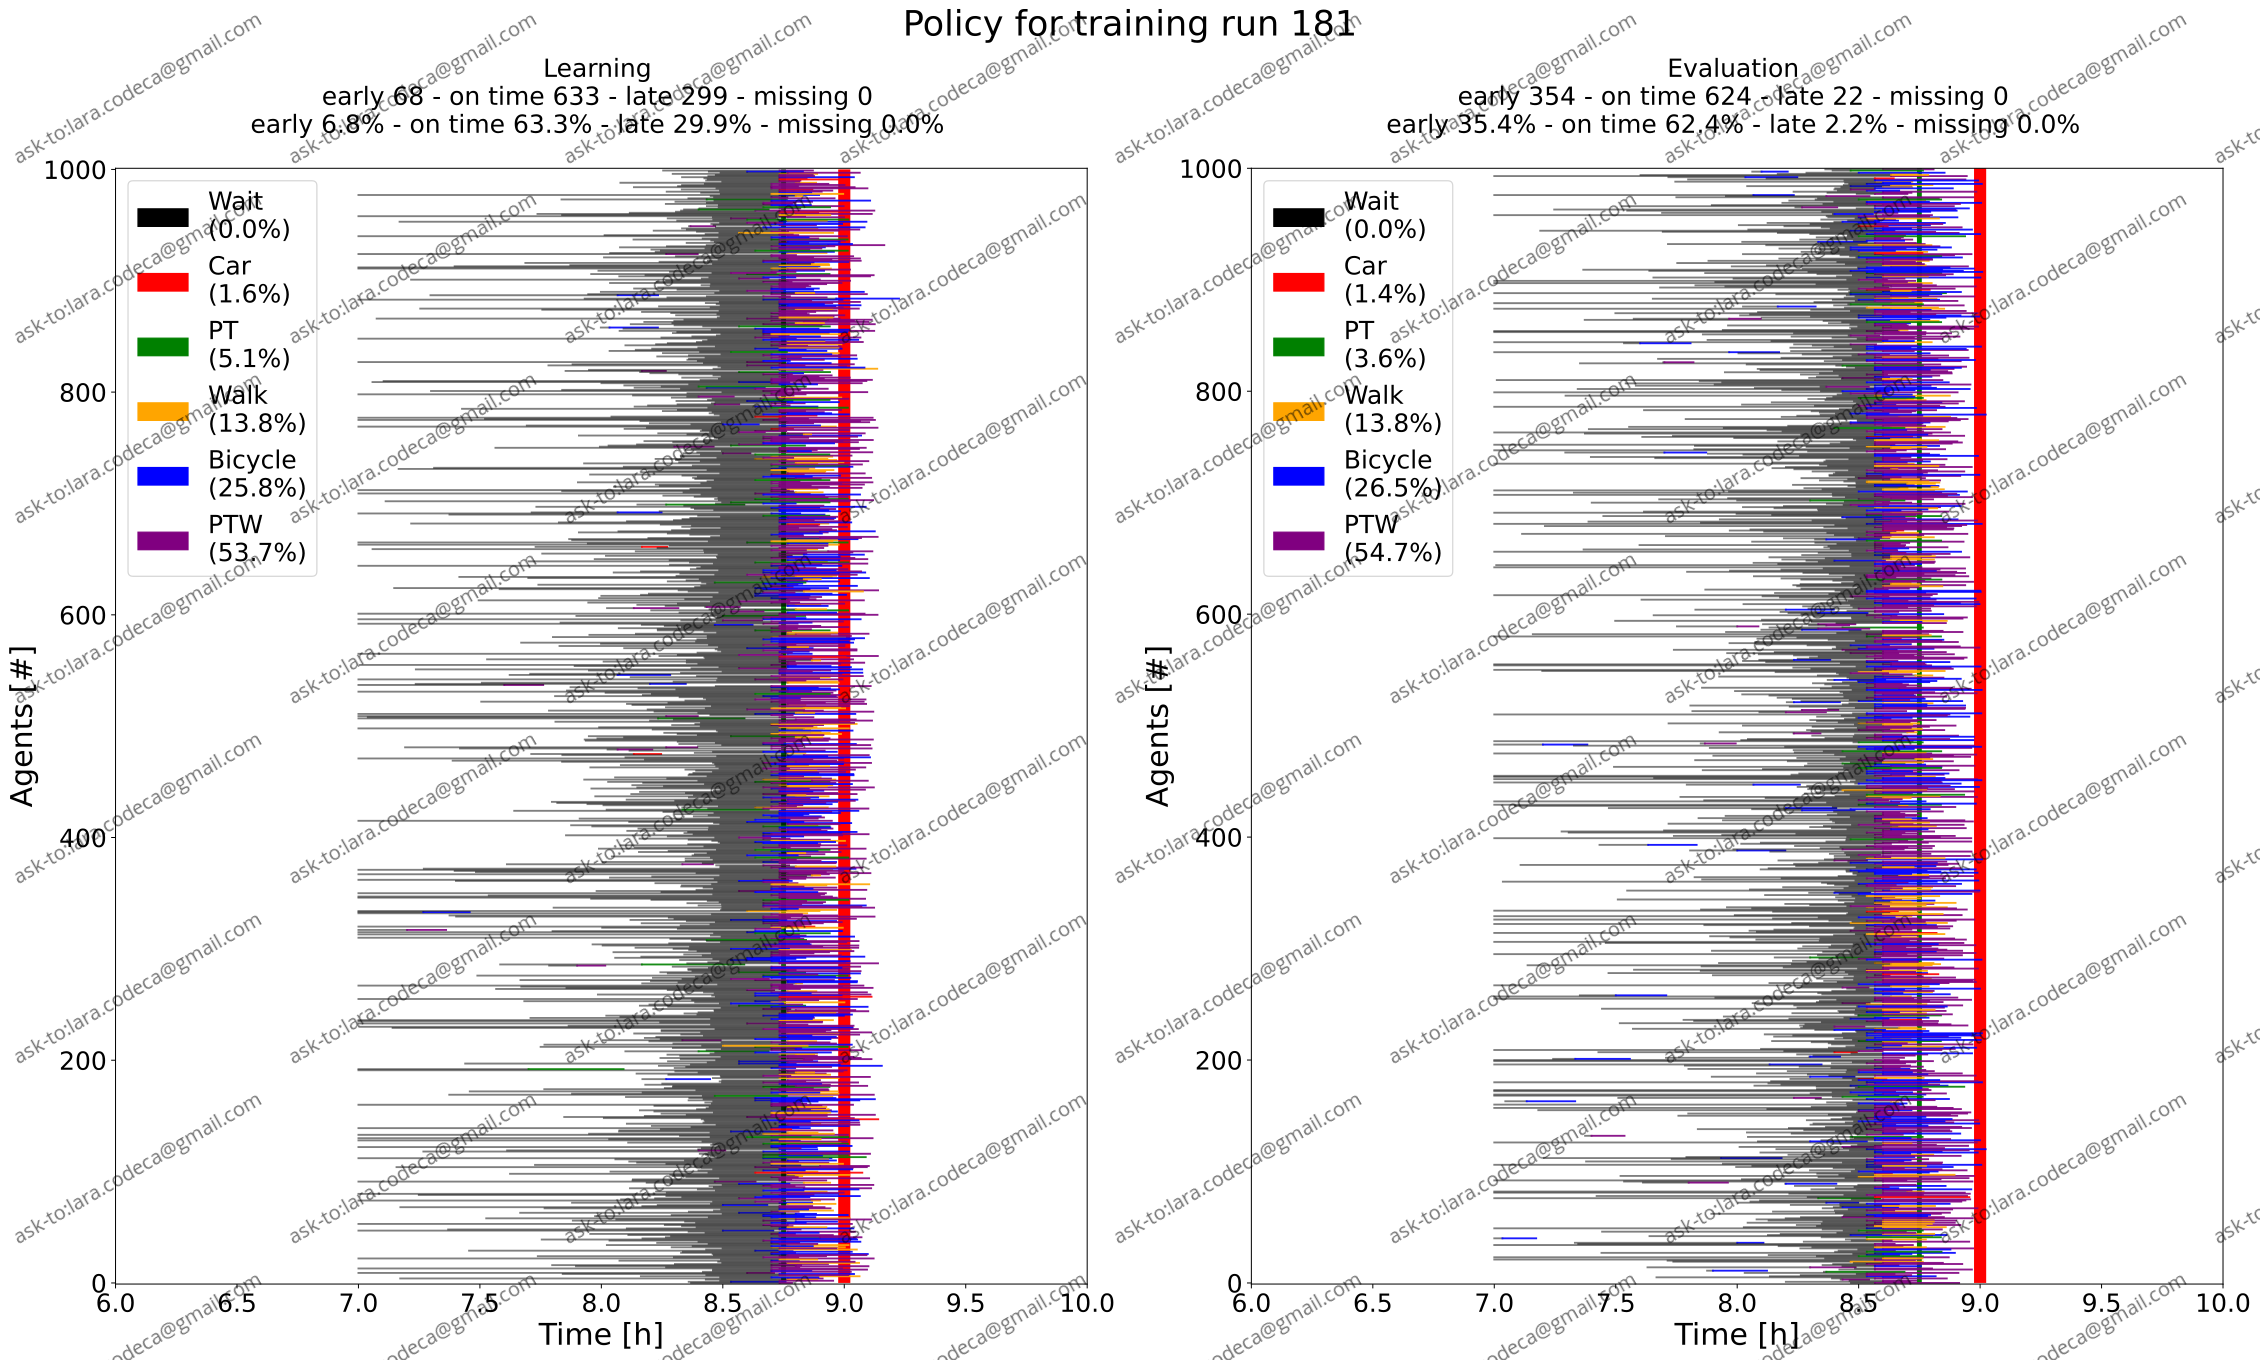 Policy for training run 181
Learning
early 68 - on time 633 - late 299 - missing 0
early 6.8% - on time 63.3% - late 29.9% - missing 0.0%
1000
800
600
400
200
0
Agents [#]
Wait
(0.0%)
Car
(1.6%)
PT
(5.1%)
Walk
(13.8%)
Bicycle
(25.8%)
PTW
(53.7%)
6.0 6.5 7.0 7.5 8.0 8.5 9.0 9.5 10.0
Time [h]
Evaluation
early 354 - on time 624 - late 22 - missing 0
early 35.4% - on time 62.4% - late 2.2% - missing 0.0%
1000
800
600
400
200
0
Agents [#]
Wait
(0.0%)
Car
(1.4%)
PT
(3.6%)
Walk
(13.8%)
Bicycle
(26.5%)
PTW
(54.7%)
6.0 6.5 7.0 7.5 8.0 8.5 9.0 9.5 10.0
Time [h]
ask-to:lara.codeca@gmail.com